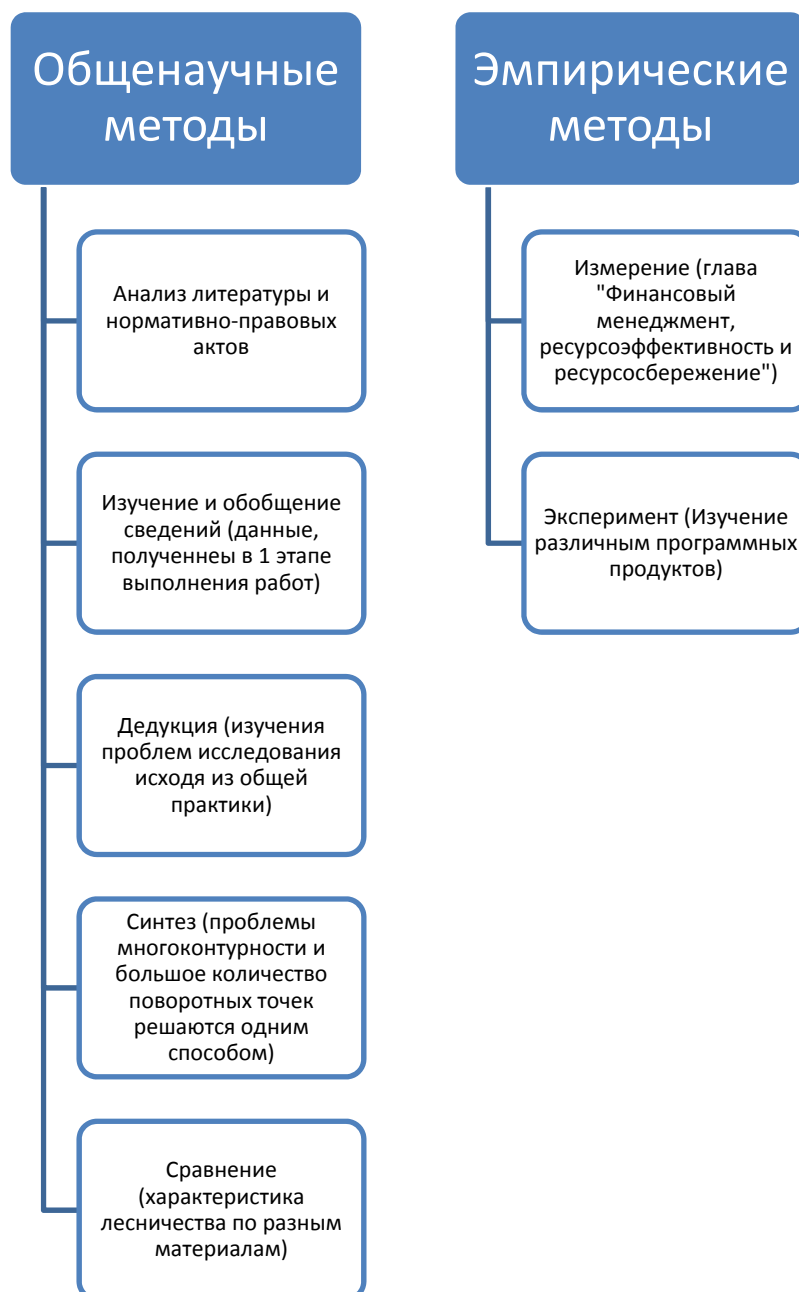 Общенаучные
методы
Анализ литературы и
нормативно-правовых
актов
Изучение и обобщение
сведений (данные,
полученнеы в 1 этапе
выполнения работ)
Дедукция (изучения
проблем исследования
исходя из общей
практики)
Синтез (проблемы
многоконтурности и
большое количество
поворотных точек
решаются одним
способом)
Сравнение
(характеристика
лесничества по разным
материалам)
Эмпирические
методы
Измерение (глава
"Финансовый
менеджмент,
ресурсоэффективность и
ресурсосбережение")
Эксперимент (Изучение
различным программных
продуктов)